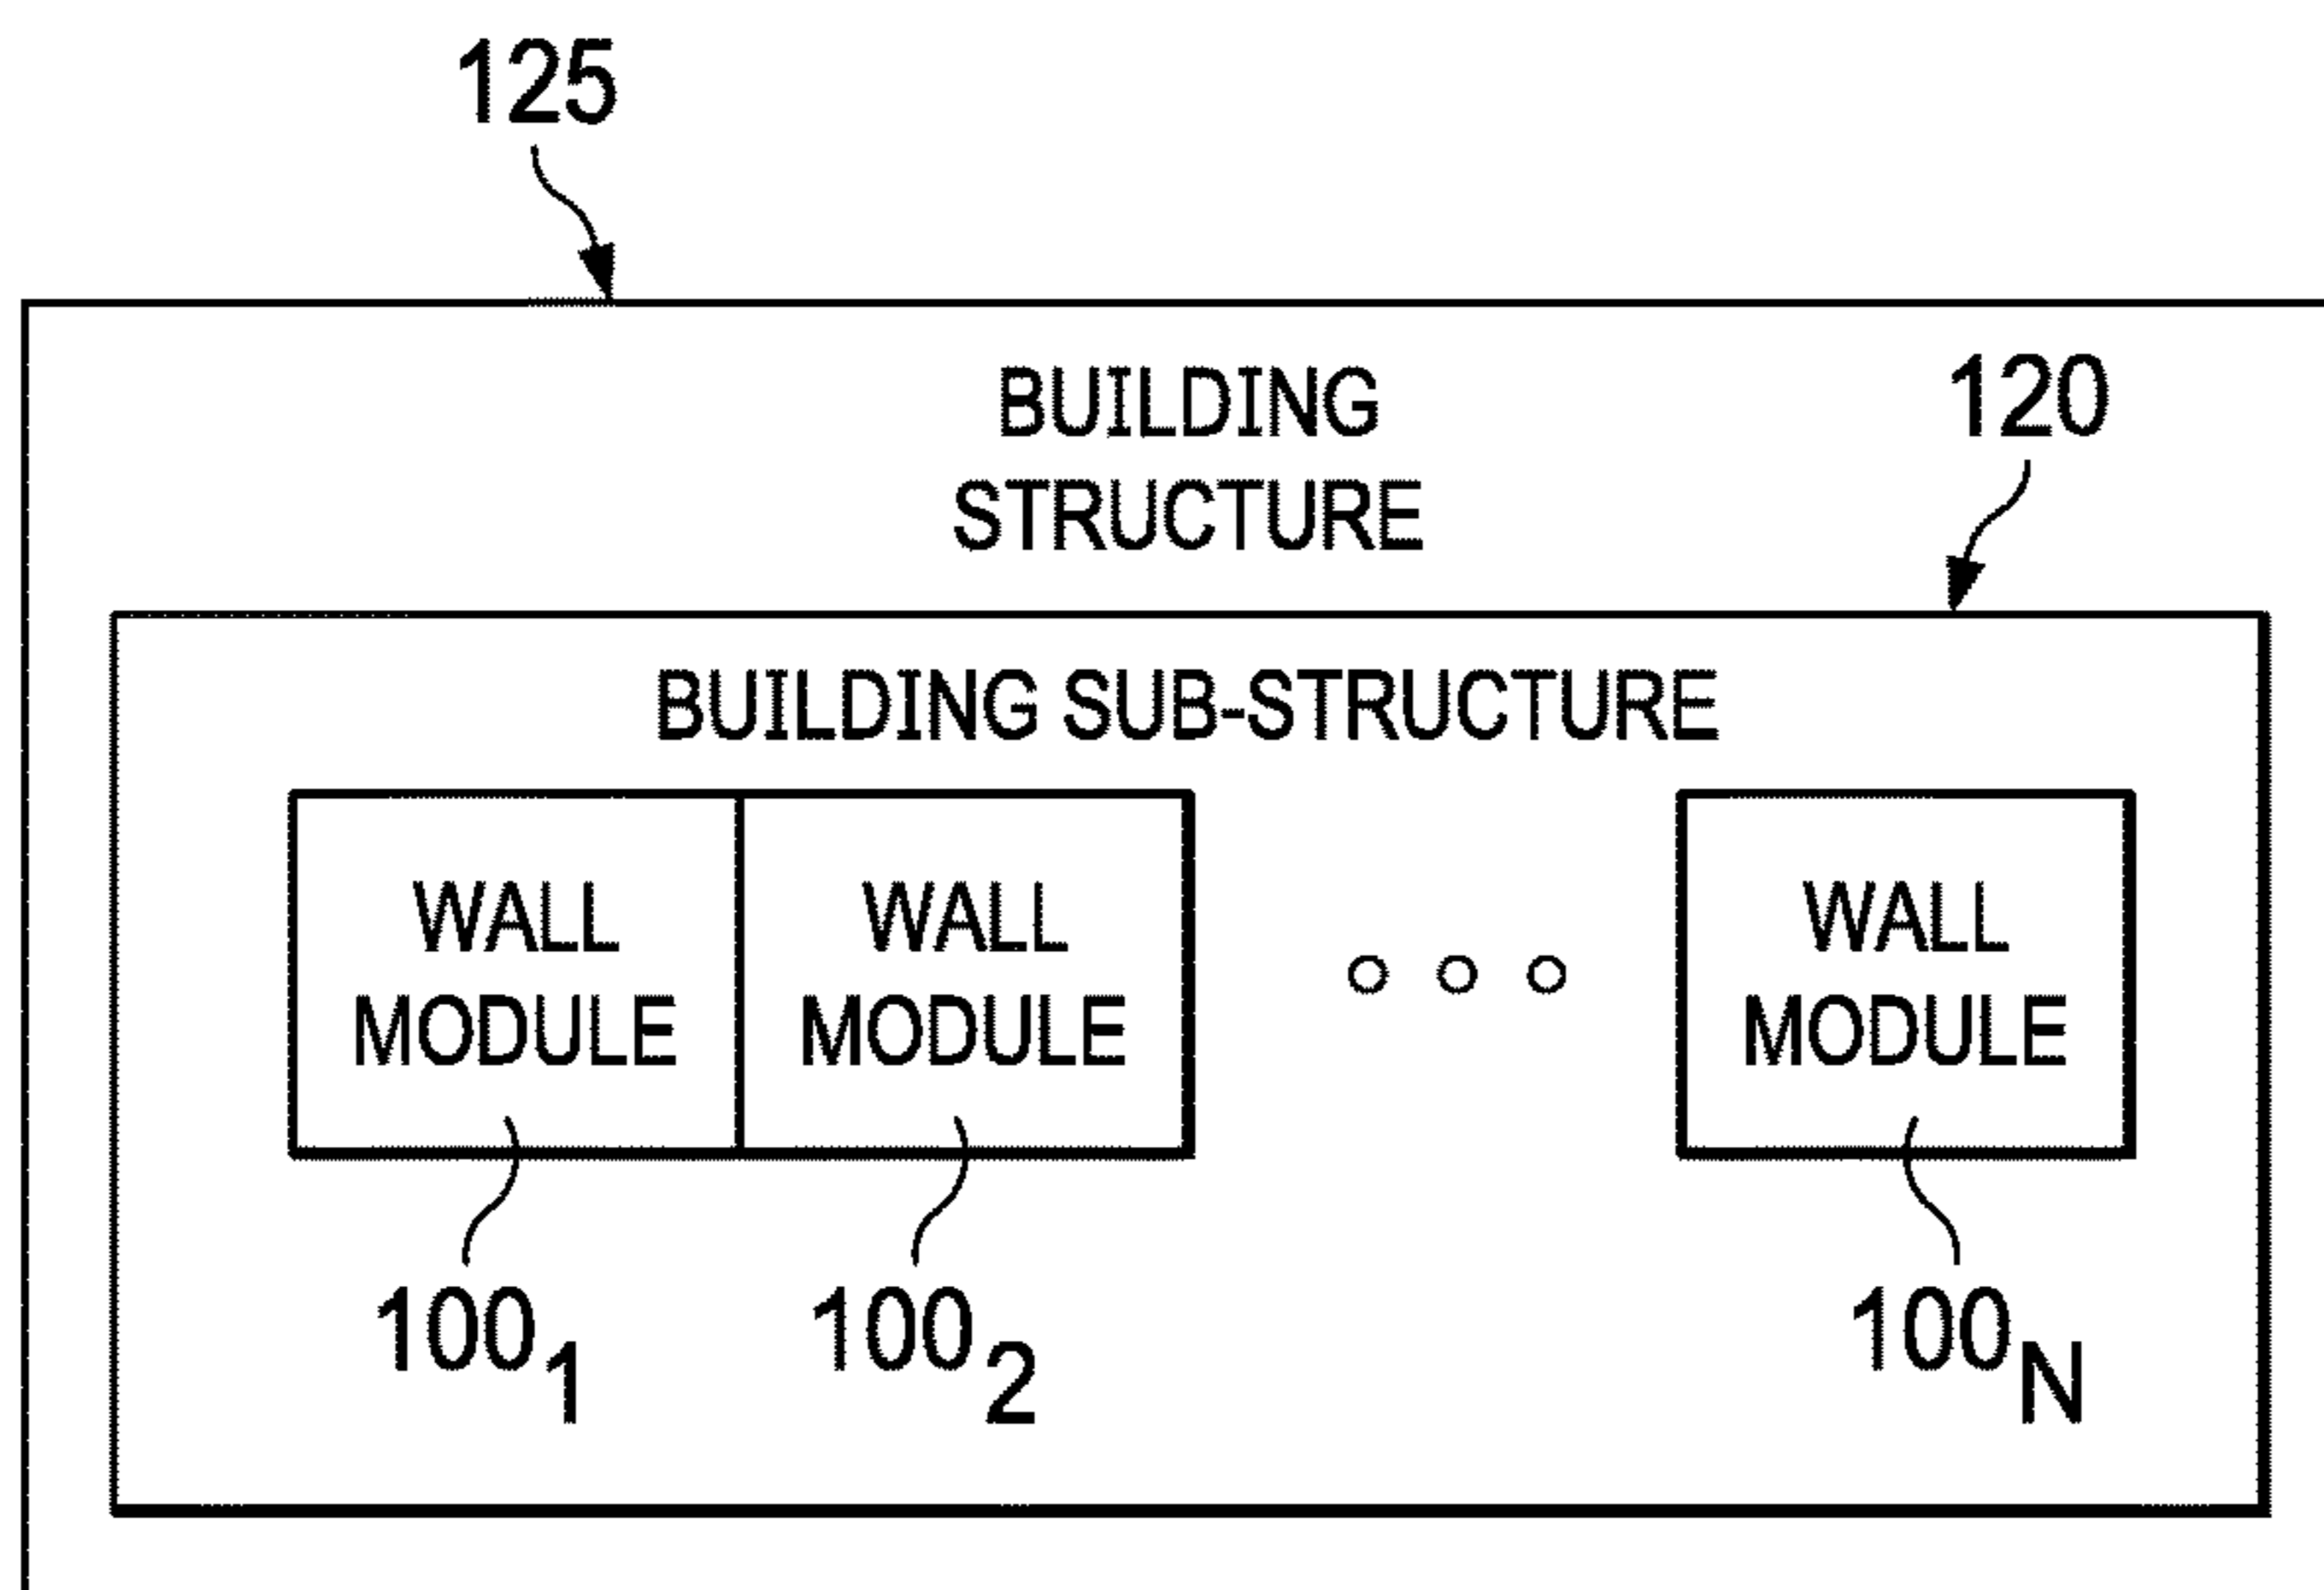 125
BUILDING
STRUCTURE
120
BUILDING SUB-STRUCTURE
WALL
MODULE
WALL
MODULE
WALL
MODULE
100₁
100₂
100N